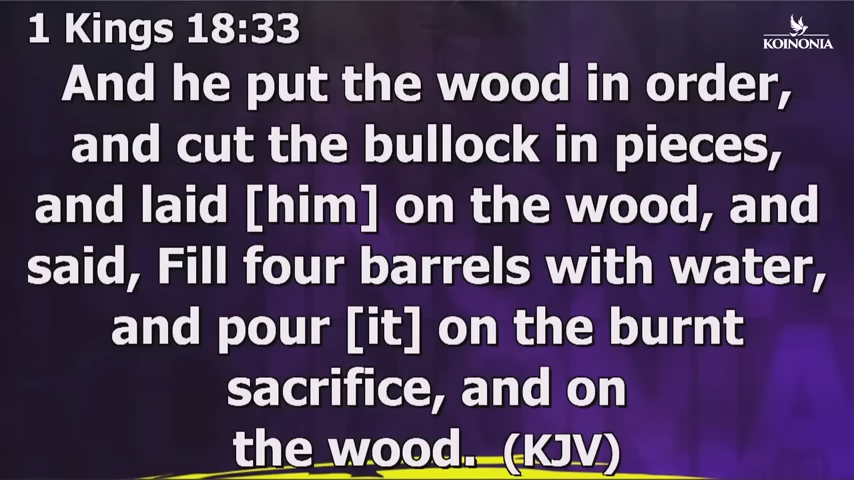 1 Kings 18:33
KOINONIA
And he put the wood in order,
and cut the bullock in pieces,
and laid [him] on the wood, and
said, Fill four barrels with water,
and pour [it] on the burnt
sacrifice, and on
the wood. (KJV)